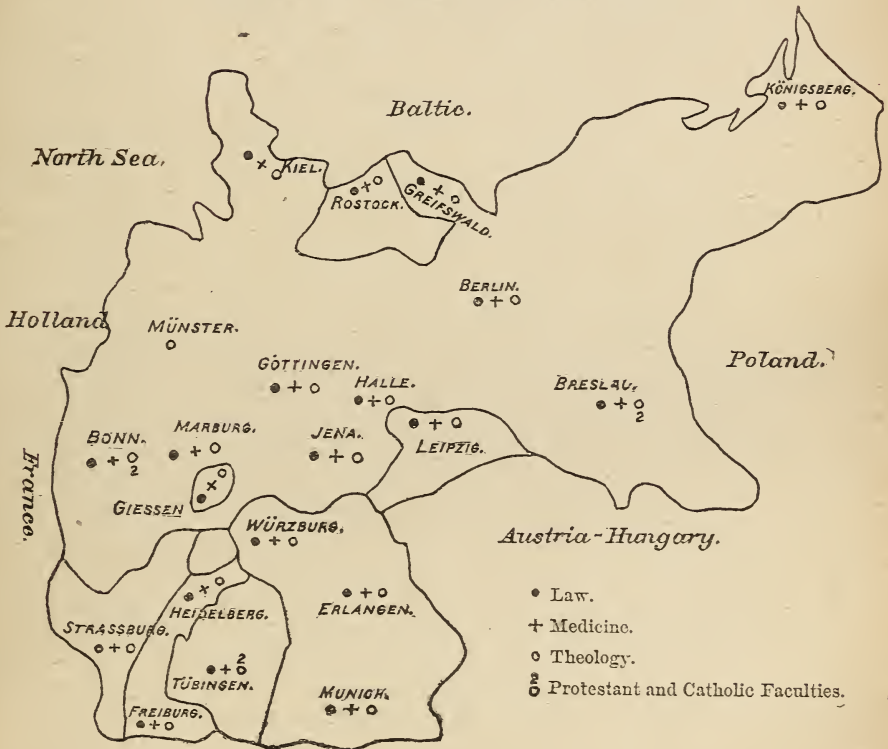 Baltic.
KÖNIGSBERG.
North Sea.
KIEL.
ROSTOCK.
GREIFSWALD.
BERLIN.
Holland
MÜNSTER.
GÖTTINGEN.
HALLE.
BRESLAU.
2
Poland.
BONN.
2
MARBURG.
JENA.
LEIPZIG.
France.
GIESSEN
WÜRZBURG.
Austria-Hungary.
HEIDELBERG.
ERLANGEN.
STRASSBURG.
2
TÜBINGEN.
MUNICH.
FREIBURG.
Law.
Medicine.
Theology.
2 Protestant and Catholic Faculties.